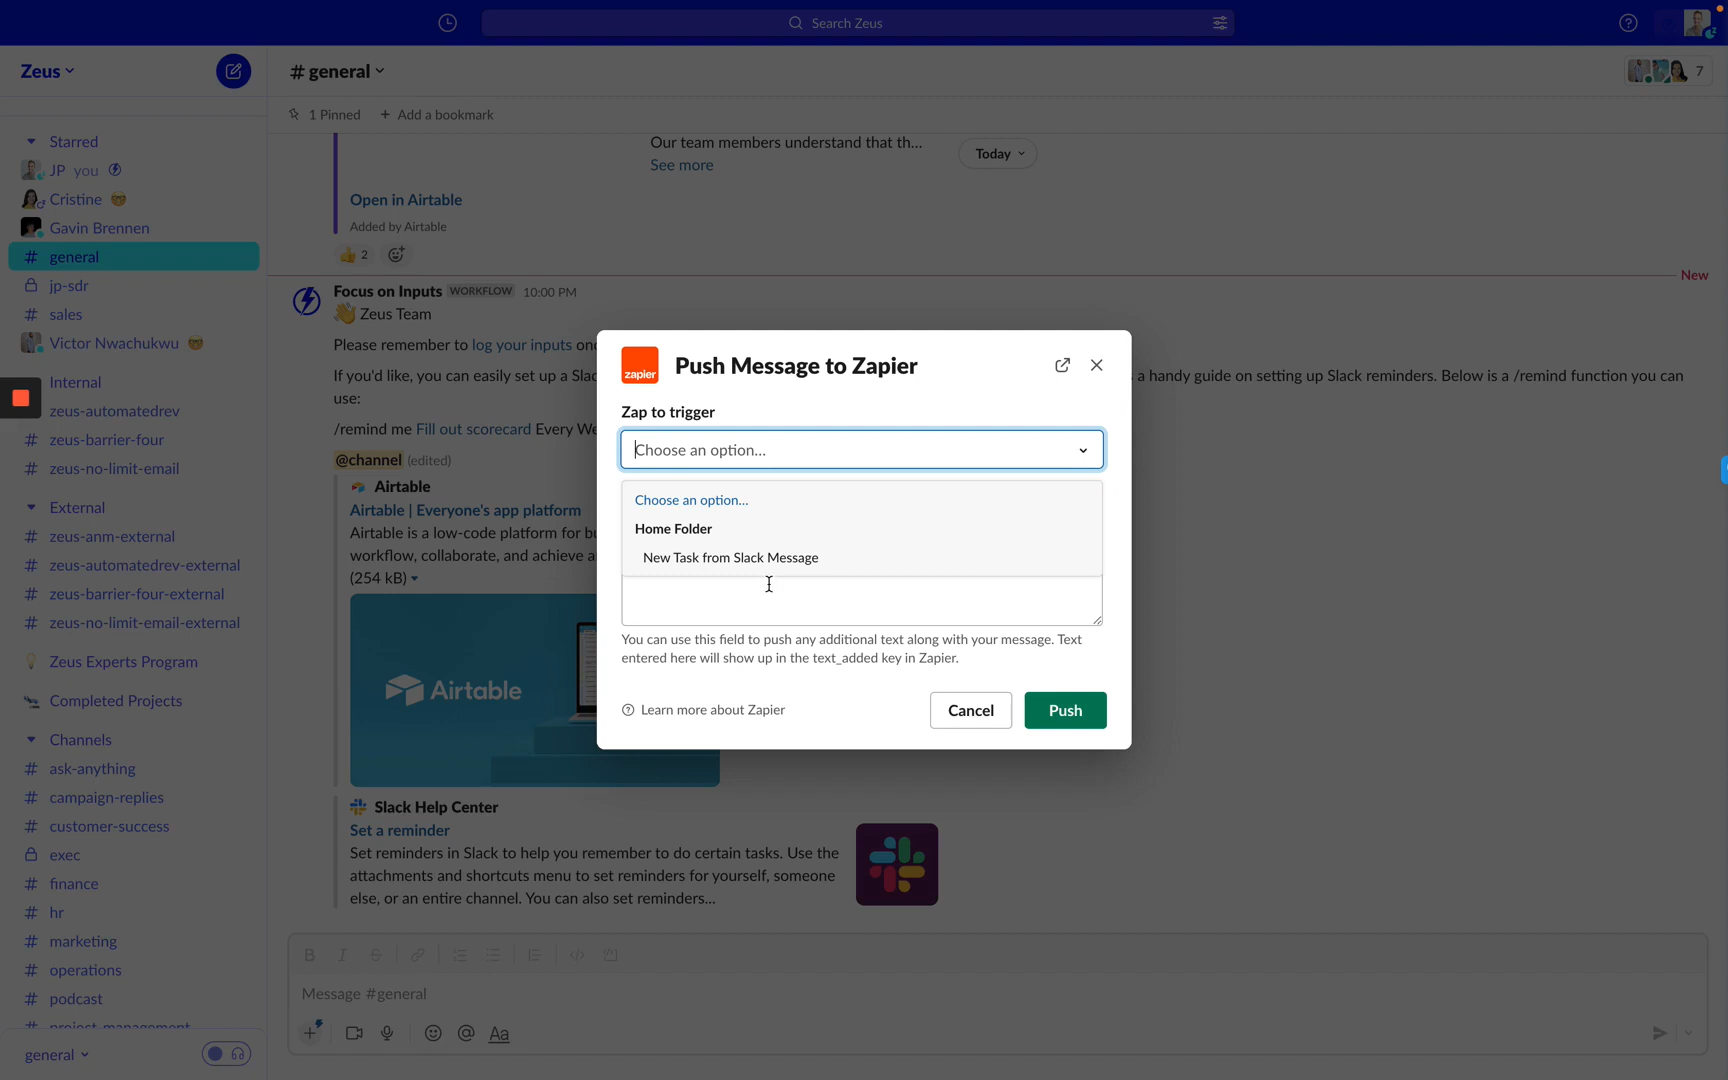 Search Zeus
Zeus
Starred
JP you
Cristine
Gavin Brennen
# general
jp-sdr
# sales
Victor Nwachukwu
Internal
zeus-automatedrev
# zeus-barrier-four
# zeus-no-limit-email
External
# zeus-anm-external
# zeus-automatedrev-external
# zeus-barrier-four-external
# zeus-no-limit-email-external
Zeus Experts Program
Completed Projects
Channels
# ask-anything
# campaign-replies
# customer-success
exec
# finance
# hr
# marketing
# operations
# podcast
# project-management
general
# general
7
1 Pinned + Add a bookmark
Our team members understand that th...
See more
Today
Open in Airtable
Added by Airtable
2
New
Focus on Inputs WORKFLOW 10:00 PM
Zeus Team
Please remember to log your inputs
If you'd like, you can easily set up a
a handy guide on setting up Slack reminders. Below is a /remind function you can
use:
/remind me Fill out scorecard Every
@channel (edited)
Airtable
Airtable | Everyone's app platform
Airtable is a low-code platform for
workflow, collaborate, and achieve
(254 kB)
Airtable
Slack Help Center
Set a reminder
Set reminders in Slack to help you remember to do certain tasks. Use the
attachments and shortcuts menu to set reminders for yourself, someone
else, or an entire channel. You can also set reminders...
Message #general
Aa
zapier
Push Message to Zapier
Zap to trigger
Choose an option...
Choose an option...
Home Folder
New Task from Slack Message
You can use this field to push any additional text along with your message. Text
entered here will show up in the text_added key in Zapier.
Learn more about Zapier
Cancel
Push